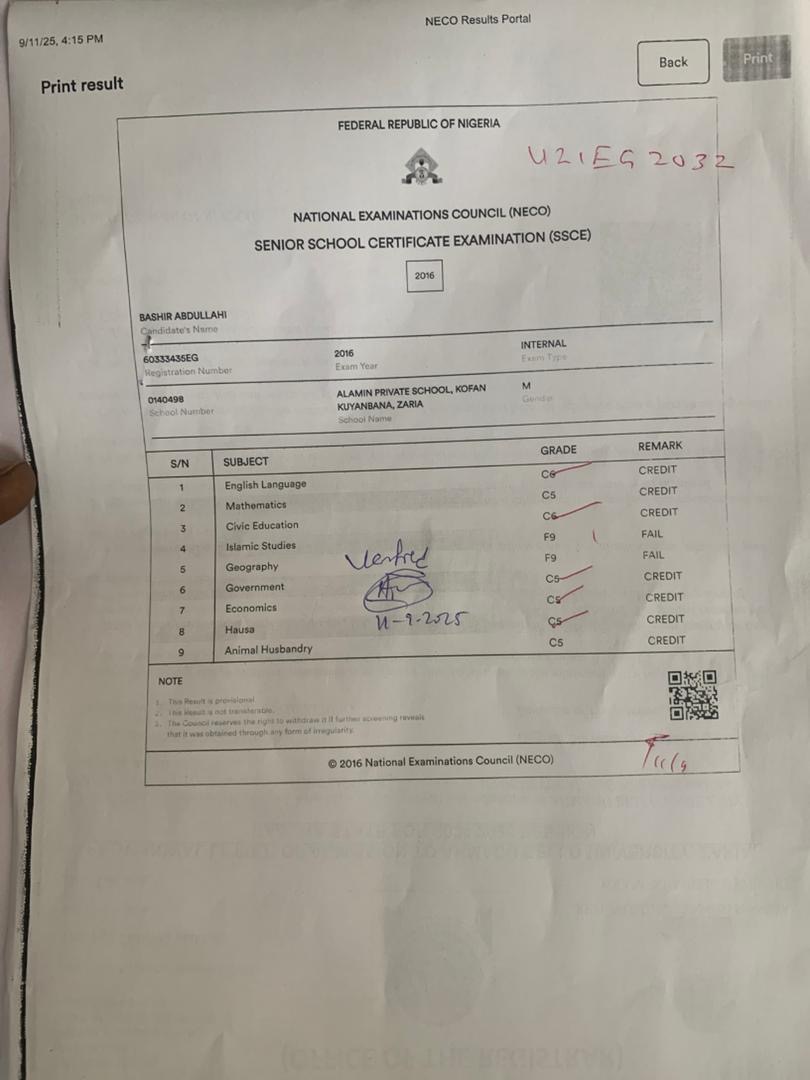 9/11/25, 4:15 PM
NECO Results Portal
Back
Print
Print result
FEDERAL REPUBLIC OF NIGERIA
U21EG2032
NATIONAL EXAMINATIONS COUNCIL (NECO)
SENIOR SCHOOL CERTIFICATE EXAMINATION (SSCE)
2016
BASHIR ABDULLAHI
Candidate's Name
60333435EG 2016 INTERNAL
Registration Number Exam Year Exam Type
0140498 ALAMIN PRIVATE SCHOOL, KOFAN M
School Number KUYANBANA, ZARIA Gender
School Name
S/N SUBJECT GRADE REMARK
1 English Language C6 CREDIT
2 Mathematics C5 CREDIT
3 Civic Education C6 CREDIT
4 Islamic Studies F9 FAIL
5 Geography F9 FAIL
6 Government C5 CREDIT
7 Economics C5 CREDIT
8 Hausa C5 CREDIT
9 Animal Husbandry C5 CREDIT
Verified
11-9-2025
NOTE
1. This Result is provisional
2. This Result is not transferable.
3. The Council reserves the right to withdraw it if further screening reveals
that it was obtained through any form of irregularity.
© 2016 National Examinations Council (NECO)
(OFFICE OF THE REGISTRAR)